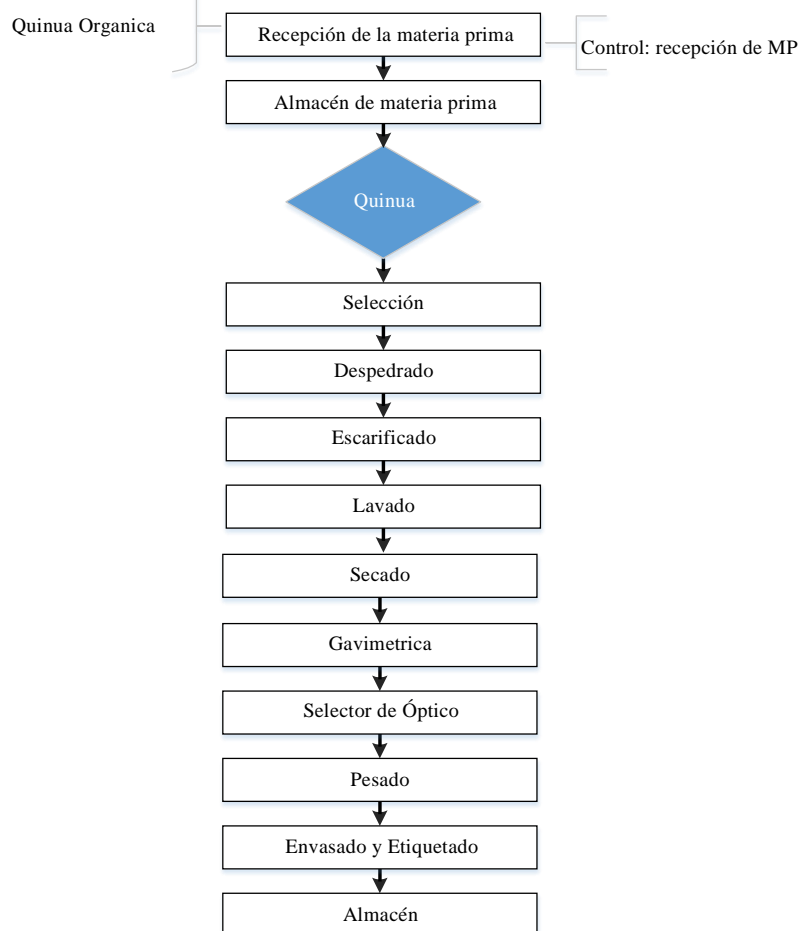 Quinua Organica
Recepción de la materia prima
Control: recepción de MP
Almacén de materia prima
Quinua
Selección
Despedrado
Escarificado
Lavado
Secado
Gavimetrica
Selector de Óptico
Pesado
Envasado y Etiquetado
Almacén